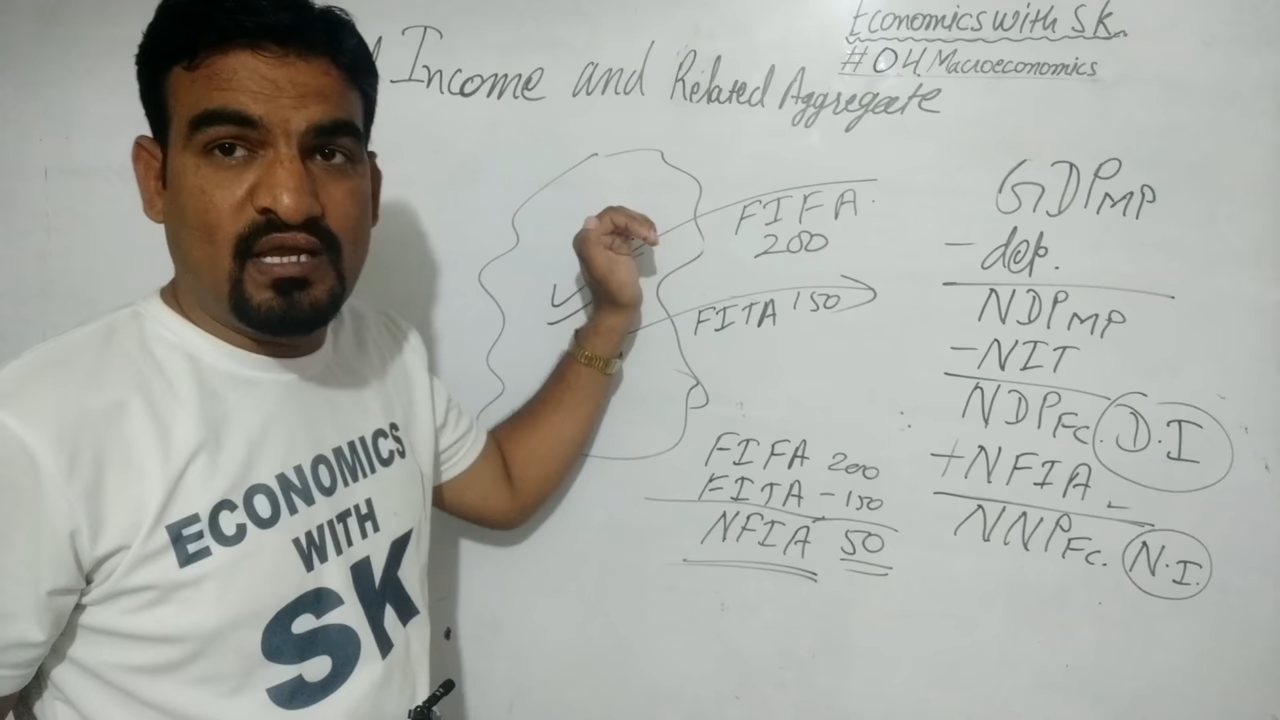 Economics with SK.
#04 Macroeconomics
Income and Related Aggregate
FIFA.
200
FITA 150
FIFA 200
FITA - 150
NFIA 50
GDPMP
- dep.
NDPMP
- NIT
NDPFC. D.I
+ NFIA
NNPFC. N.I.
ECONOMICS
WITH
SK